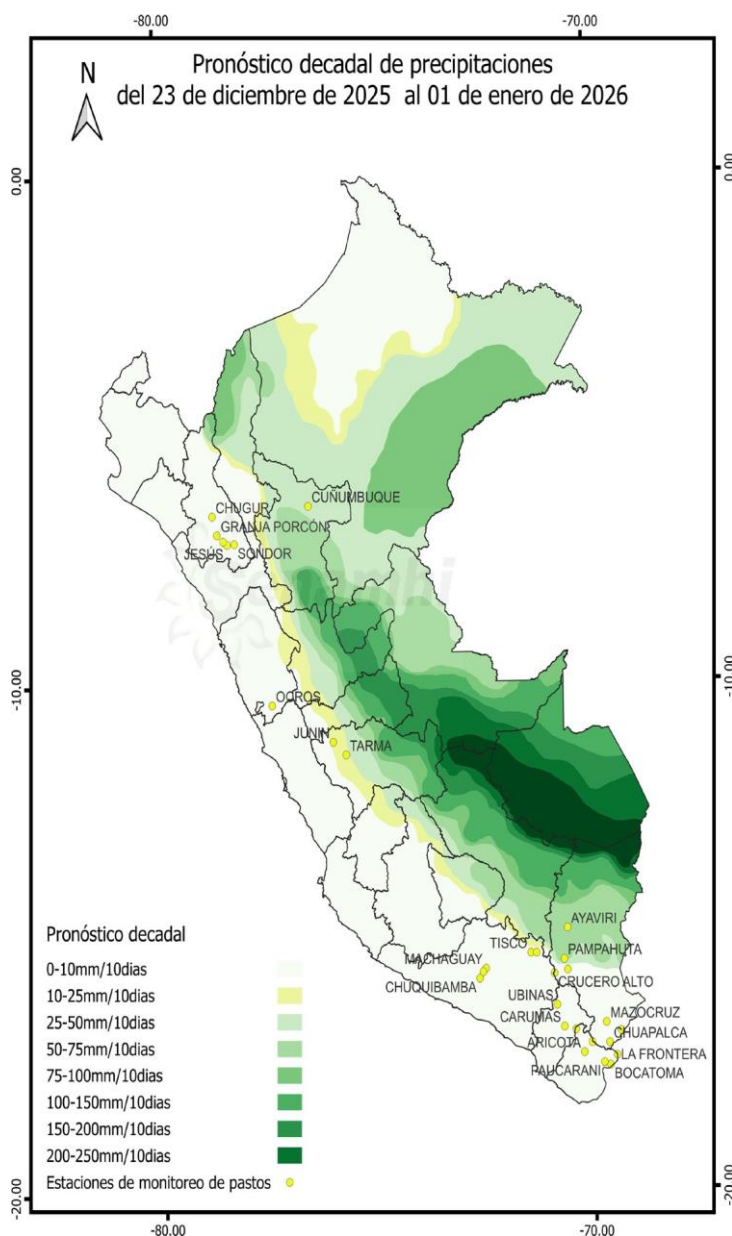 -80.00
-70.00
N
Pronóstico decadal de precipitaciones
del 23 de diciembre de 2025 al 01 de enero de 2026
0.00
0.00
CUÑUMBUQUE
CHUGUR
GRANJA PORCÓN
JESÚS
SONDOR
Senamhi
-10.00
-10.00
OCROS
JUNIN
TARMA
AYAVIRI
TISCO
PAMPAHUTA
MACHAGUAY
CRUCERO ALTO
CHUQUIBAMBA
UBINAS
MAZOCRUZ
CARUMAS
CHUAPALCA
ARICOTA
LA FRONTERA
PAUCARANI
BOCATOMA
Pronóstico decadal
0-10mm/10dias
10-25mm/10dias
25-50mm/10dias
50-75mm/10dias
75-100mm/10dias
100-150mm/10dias
150-200mm/10dias
200-250mm/10dias
Estaciones de monitoreo de pastos
-20.00
-20.00
-80.00
-70.00